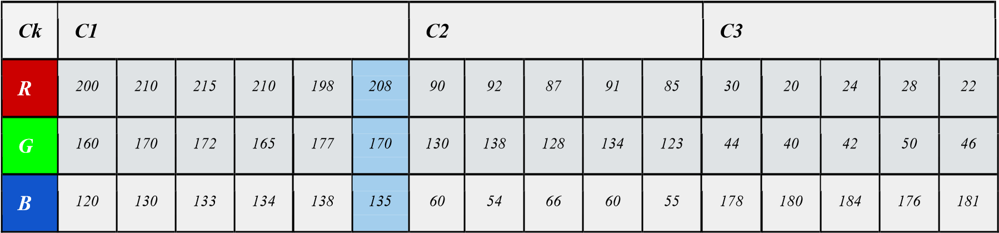 Ck C1 C2 C3
R 200 210 215 210 198 208 90 92 87 91 85 30 20 24 28 22
G 160 170 172 165 177 170 130 138 128 134 123 44 40 42 50 46
B 120 130 133 134 138 135 60 54 66 60 55 178 180 184 176 181